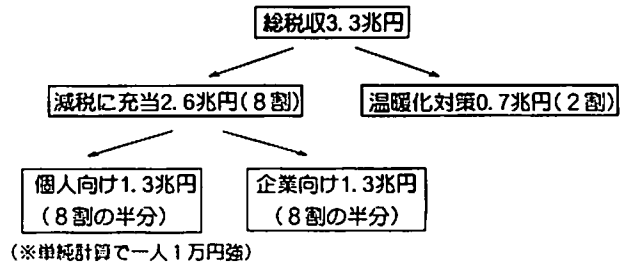 総税収3.3兆円
減税に充当2.6兆円(8割)
温暖化対策0.7兆円(2割)
個人向け1.3兆円
(8割の半分)
企業向け1.3兆円
(8割の半分)
(※単純計算で一人1万円強)